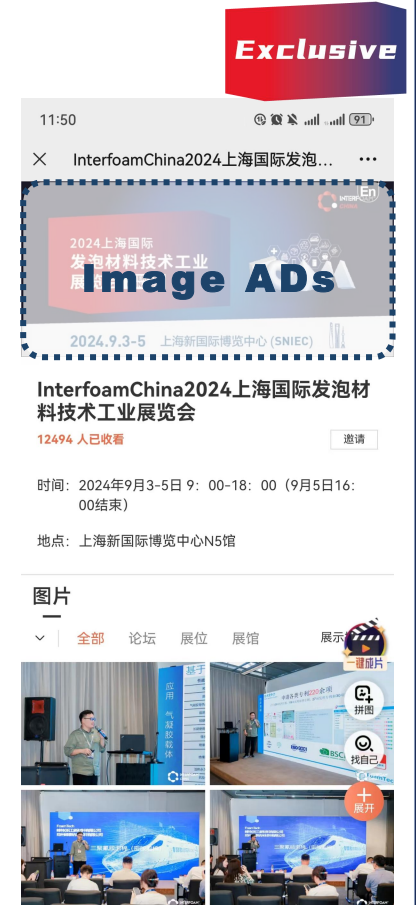 Exclusive
11:50
91
InterfoamChina2024上海国际发泡...
En
2024上海国际
发泡材料技术工业
Image ADs
2024.9.3-5 上海新国际博览中心 (SNIEC)
InterfoamChina2024上海国际发泡材
料技术工业展览会
12494 人已收看
邀请
时间: 2024年9月3-5日 9: 00-18: 00 (9月5日16:
00结束)
地点: 上海新国际博览中心N5馆
图片
全部 论坛 展位 展馆 展示
一键成片
拼图
找自己
展开
应用
气凝胶载体
INTERFOAM